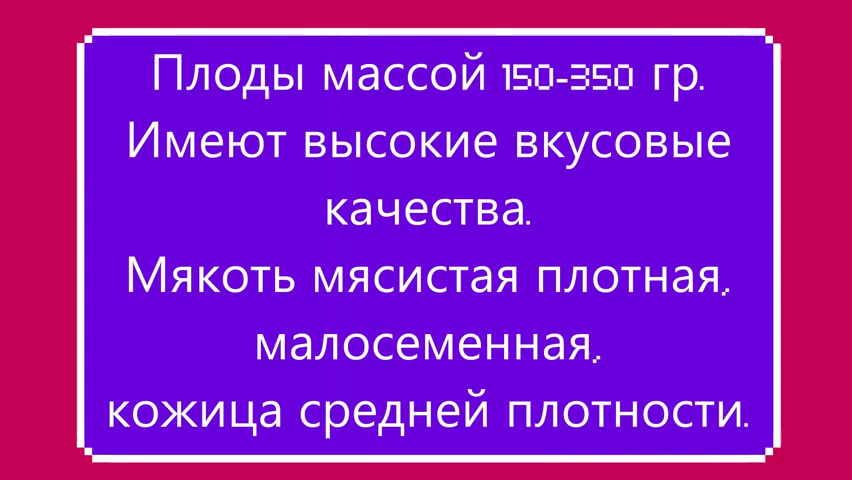 Плоды массой 150-350 гр.
Имеют высокие вкусовые
качества.
Мякоть мясистая плотная,
малосеменная,
кожица средней плотности.